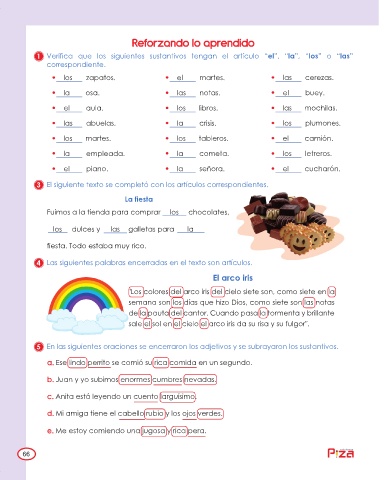 Reforzando lo aprendido
1 Verifica que los siguientes sustantivos tengan el artículo "el", "la", "los" o "las"
correspondiente.
• los zapatos. • el martes. • las cerezas.
• la osa. • las notas. • el buey.
• el aula. • los libros. • las mochilas.
• las abuelas. • la crisis. • los plumones.
• los martes. • los tableros. • el camión.
• la empleada. • la cometa. • los letreros.
• el piano. • la señora. • el cucharón.
3 El siguiente texto se completó con los artículos correspondientes.
La fiesta
Fuimos a la tienda para comprar los chocolates,
los dulces y las galletas para la
fiesta. Todo estaba muy rico.
4 Las siguientes palabras encerradas en el texto son artículos.
El arco iris
"Los colores del arco iris del cielo siete son, como siete en la
semana son los días que hizo Dios, como siete son las notas
de la pauta del cantor. Cuando pasa la tormenta y brillante
sale el sol en el cielo el arco iris da su risa y su fulgor".
5 En las siguientes oraciones se encerraron los adjetivos y se subrayaron los sustantivos.
a. Ese lindo perrito se comió su rica comida en un segundo.
b. Juan y yo subimos enormes cumbres nevadas.
c. Anita está leyendo un cuento larguísimo.
d. Mi amiga tiene el cabello rubio y los ojos verdes.
e. Me estoy comiendo una jugosa y rica pera.
66